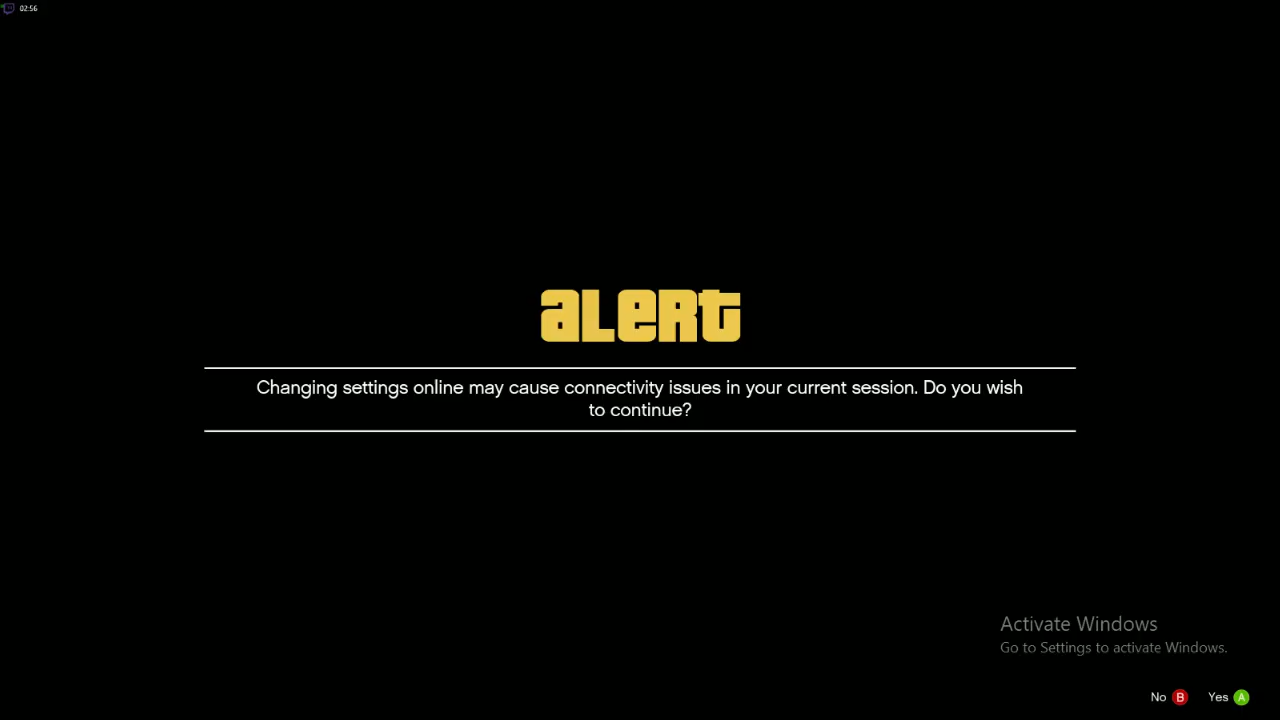 02:56
ALERT
Changing settings online may cause connectivity issues in your current session. Do you wish
to continue?
Activate Windows
Go to Settings to activate Windows.
No B Yes A